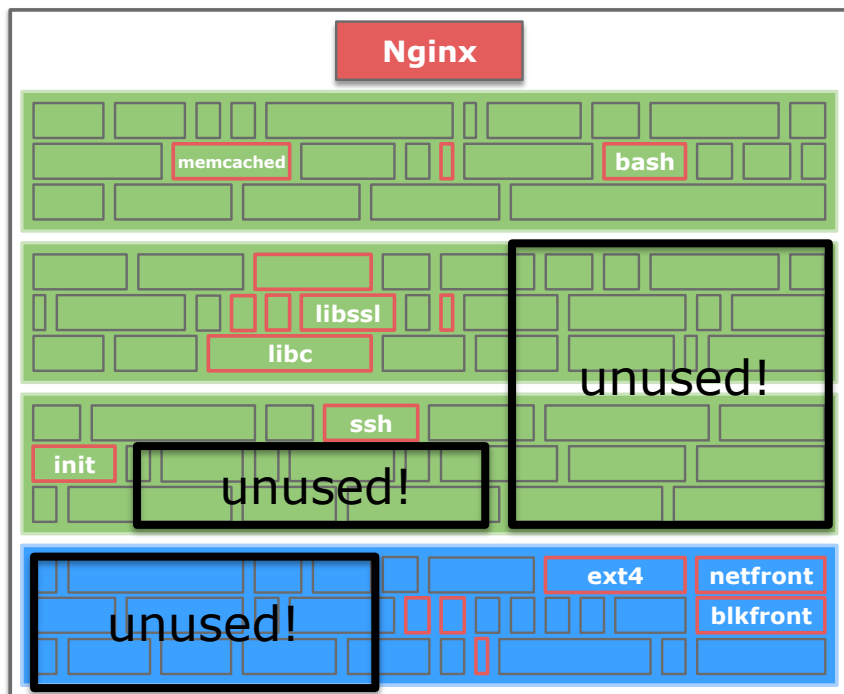 Nginx
memcached
bash
libssl
libc
unused!
ssh
init
unused!
ext4
netfront
unused!
blkfront